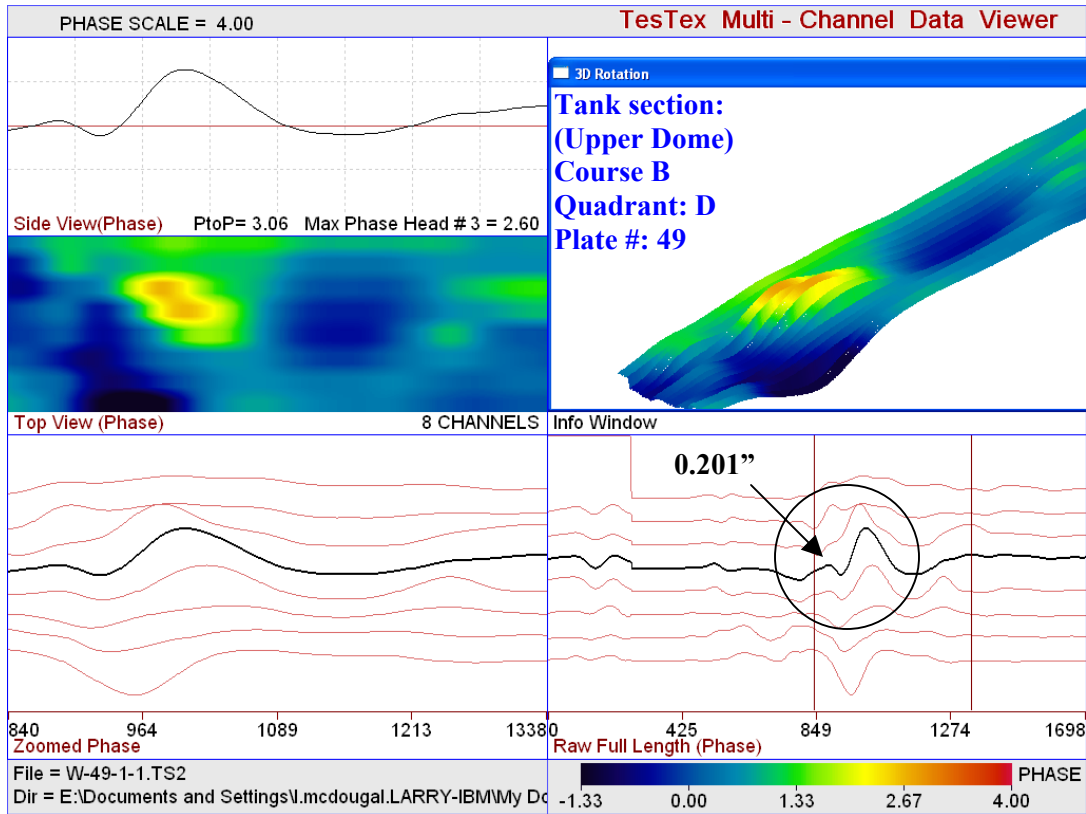 PHASE SCALE = 4.00
TesTex Multi - Channel Data Viewer
3D Rotation
Tank section:
(Upper Dome)
Course B
Quadrant: D
Plate #: 49
Side View(Phase) PtoP= 3.06 Max Phase Head # 3 = 2.60
Top View (Phase) 8 CHANNELS
Info Window
0.201”
840 964 1089 1213 1338
Zoomed Phase
0 425 849 1274 1698
Raw Full Length (Phase)
File = W-49-1-1.TS2
Dir = E:\Documents and Settings\l.mcdougal.LARRY-IBM\My Do
PHASE
-1.33 0.00 1.33 2.67 4.00